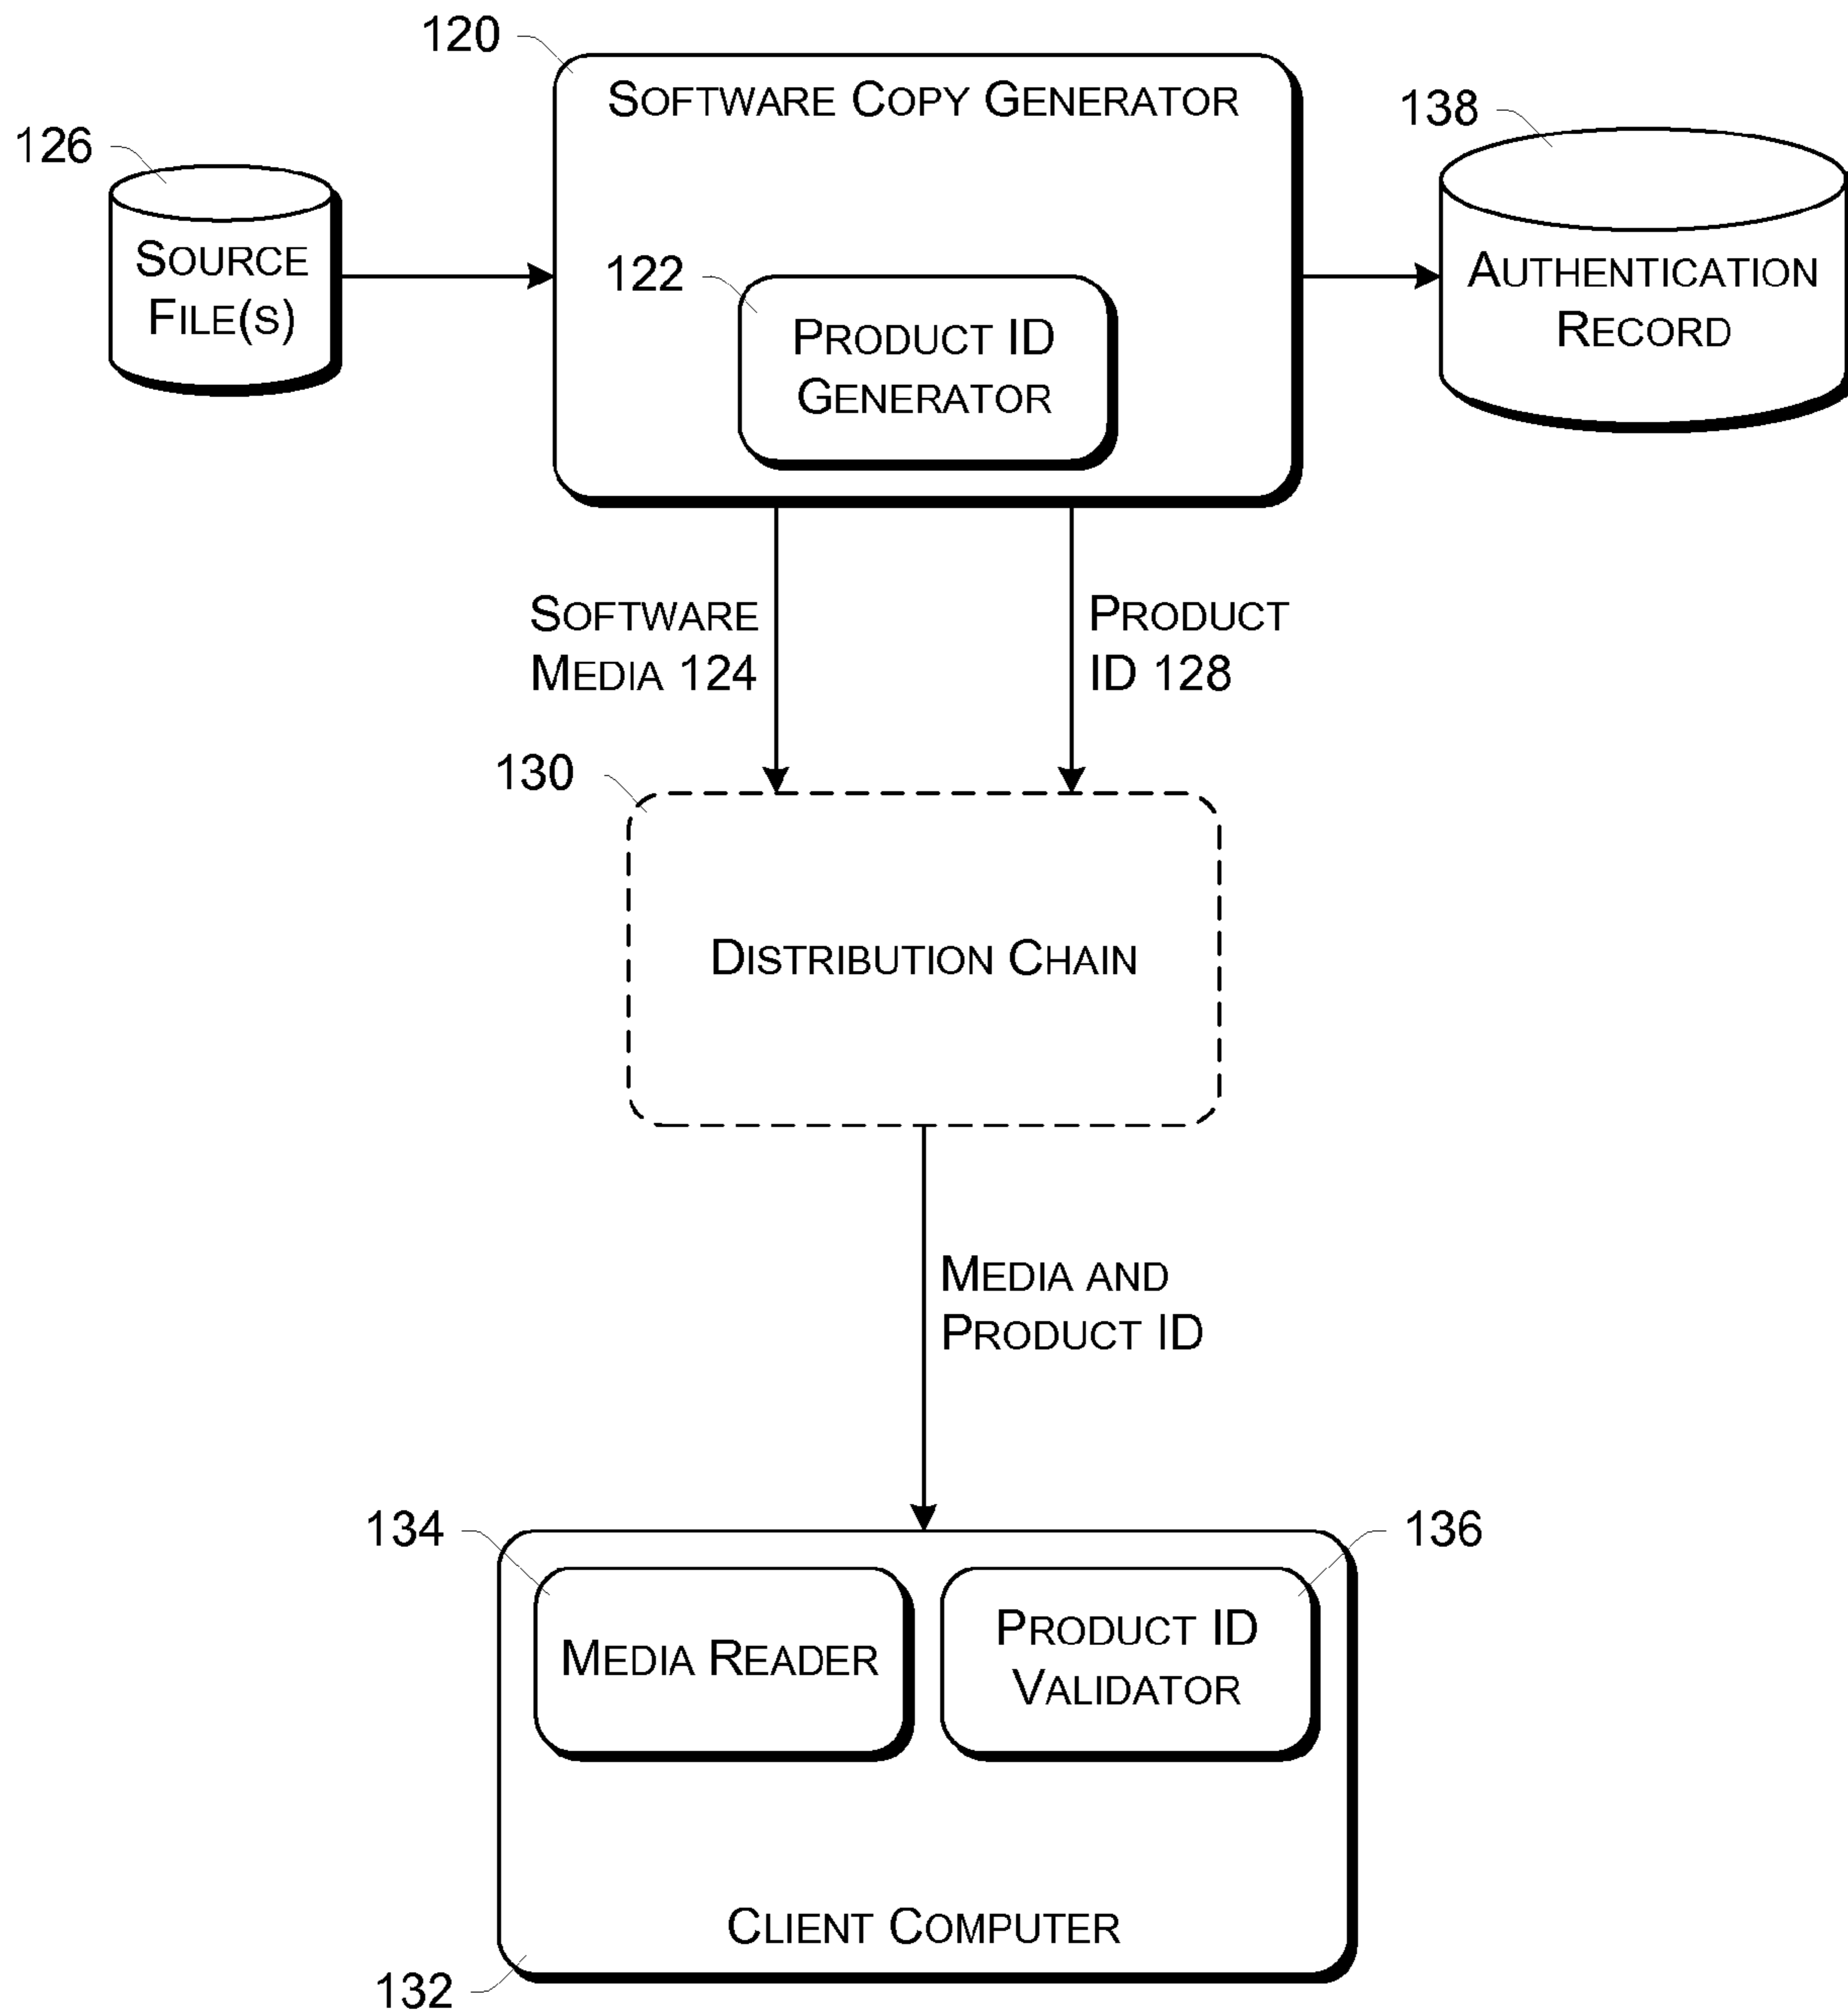 120
SOFTWARE COPY GENERATOR
138
126
SOURCE
FILE(S)
122
PRODUCT ID
GENERATOR
AUTHENTICATION
RECORD
SOFTWARE
MEDIA 124
PRODUCT
ID 128
130
DISTRIBUTION CHAIN
MEDIA AND
PRODUCT ID
134
136
MEDIA READER
PRODUCT ID
VALIDATOR
CLIENT COMPUTER
132